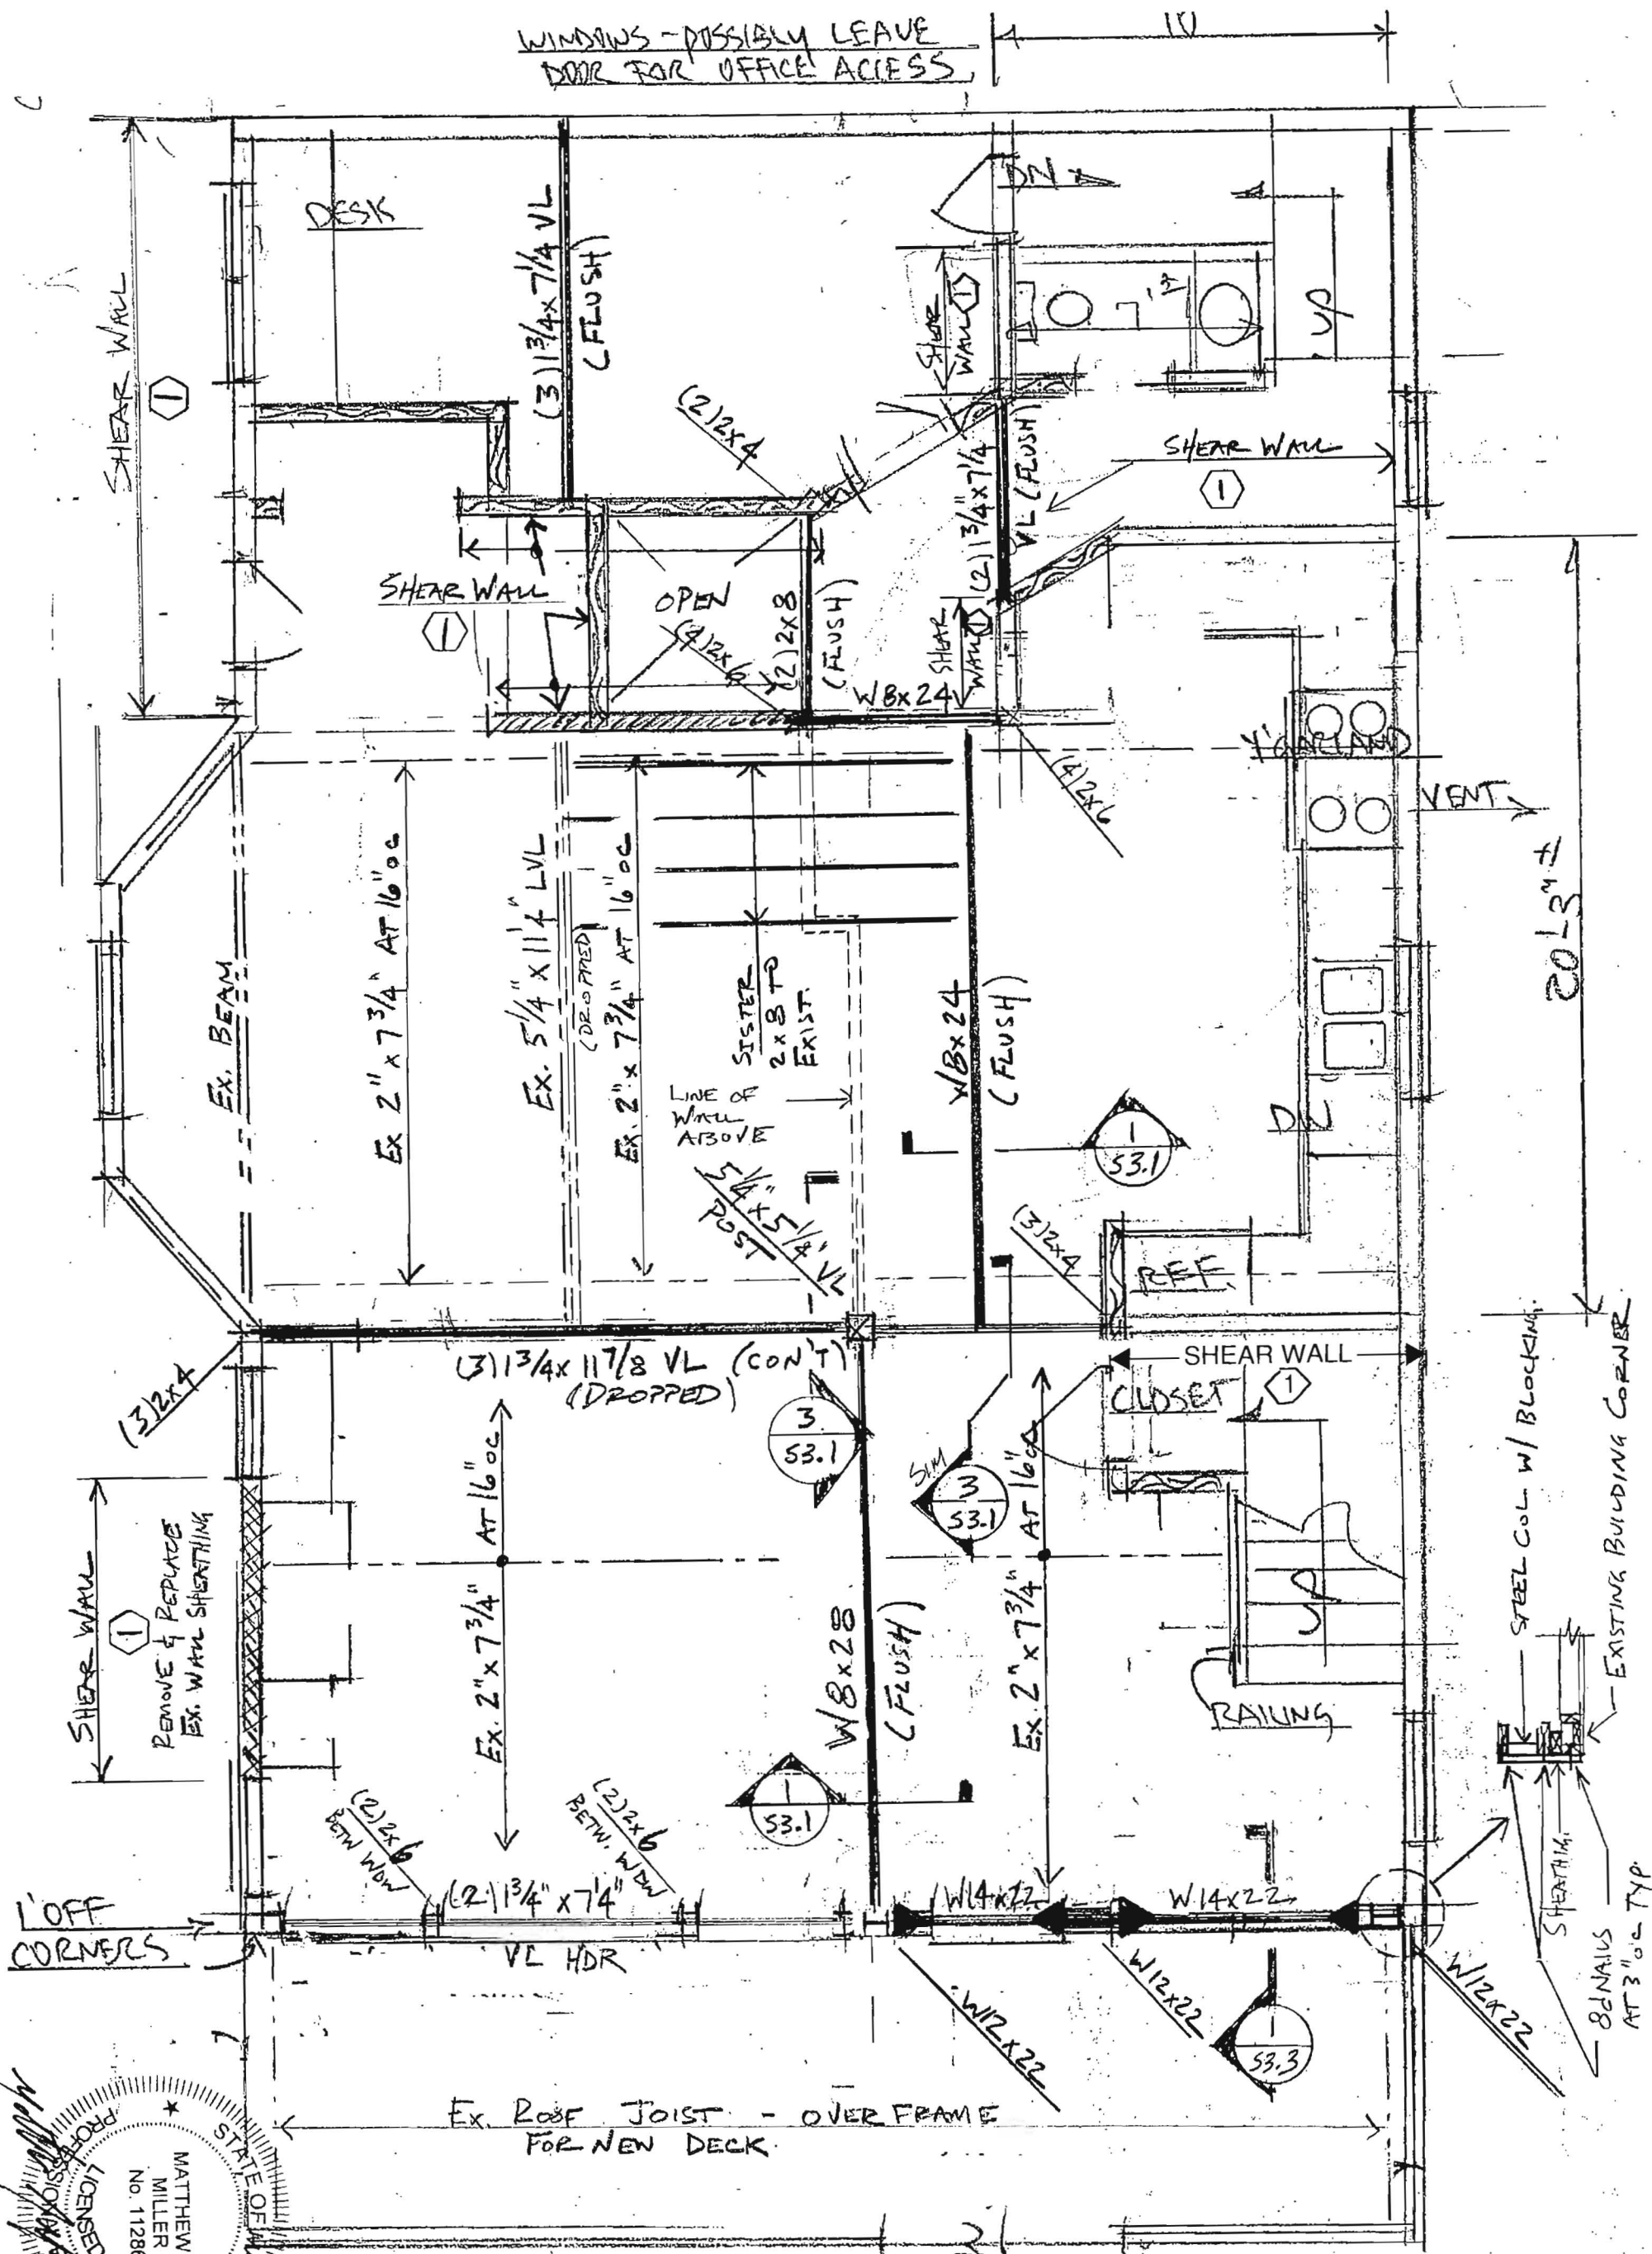 WINDOWS - POSSIBLY LEAVE
DOOR FOR OFFICE ACCESS
10
DESK
SHEAR WALL
1
(3) 1 3/4 x 7 1/4 VL
(FLUSH)
DN
UP
SHEAR
WALL 1
(2) 2x4
(2) 1 3/4" x 7 1/4
VL (FLUSH)
SHEAR WALL
1
SHEAR WALL
1
OPEN
(2) 2x8
(FLUSH)
SHEAR
WALL 1
W8x24
(4) 2x6
VENT
EX. BEAM
EX 2" x 7 3/4" AT 16" OC
EX. 5 1/4" x 11 1/4" LVL
(DROPPED)
EX. 2" x 7 3/4" AT 16" OC
SISTER
2x8 TO
EXIST.
LINE OF
WALL
ABOVE
5 1/4" x 5 1/4" VL
POST
W8x24
(FLUSH)
1
S3.1
20'-3" ±
(3) 2x4
REF.
(3) 2x4
(3) 1 3/4 x 11 7/8 VL (CON'T)
(DROPPED)
SHEAR WALL
1
CLOSET
3
S3.1
SIM
3
S3.1
SHEAR WALL
1
REMOVE & REPLACE
EX. WALL SHEATHING
EX. 2" x 7 3/4" AT 16" OC
W8x28
(FLUSH)
EX. 2" x 7 3/4" AT 16" OC
UP
RAILING
STEEL COL W/ BLOCKING.
EXISTING BUILDING CORNER.
SHEATHING.
8d NAILS
AT 3" OC TYP.
1
S3.1
(2) 2x6
BETW WDW
(2) 2x6
BETW. WDW
1' OFF
CORNERS
(2) 1 3/4" x 7 1/4"
VL HDR
W14x22
W14x22
W12x22
W12x22
W12x22
1
S3.3
EX. ROOF JOIST - OVER FRAME
FOR NEW DECK.
STATE OF
MATTHEW
MILLER
No. 11286
LICENSED